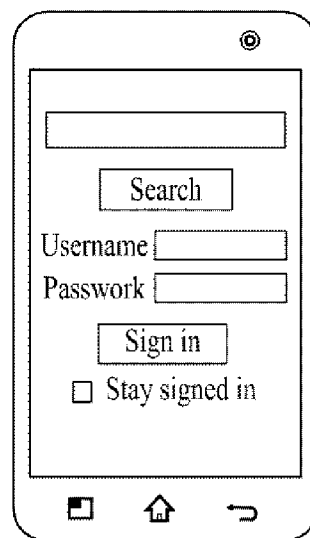 Search
Username
Passwork
Sign in
Stay signed in